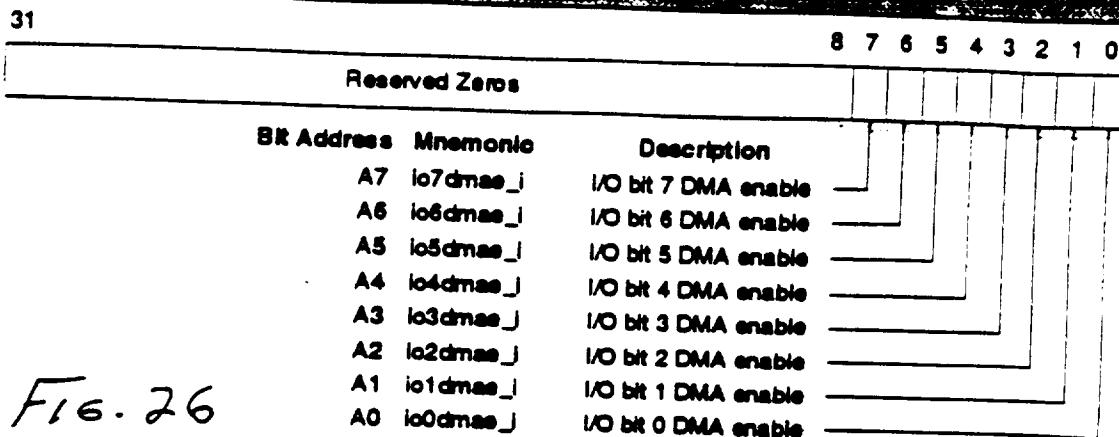 31 8 7 6 5 4 3 2 1 0
Reserved Zeros
Bit Address Mnemonic Description
A7 io7dmae_i I/O bit 7 DMA enable
A6 io6dmae_i I/O bit 6 DMA enable
A5 io5dmae_i I/O bit 5 DMA enable
A4 io4dmae_i I/O bit 4 DMA enable
A3 io3dmae_i I/O bit 3 DMA enable
A2 io2dmae_i I/O bit 2 DMA enable
A1 io1dmae_i I/O bit 1 DMA enable
A0 io0dmae_i I/O bit 0 DMA enable
FIG. 26